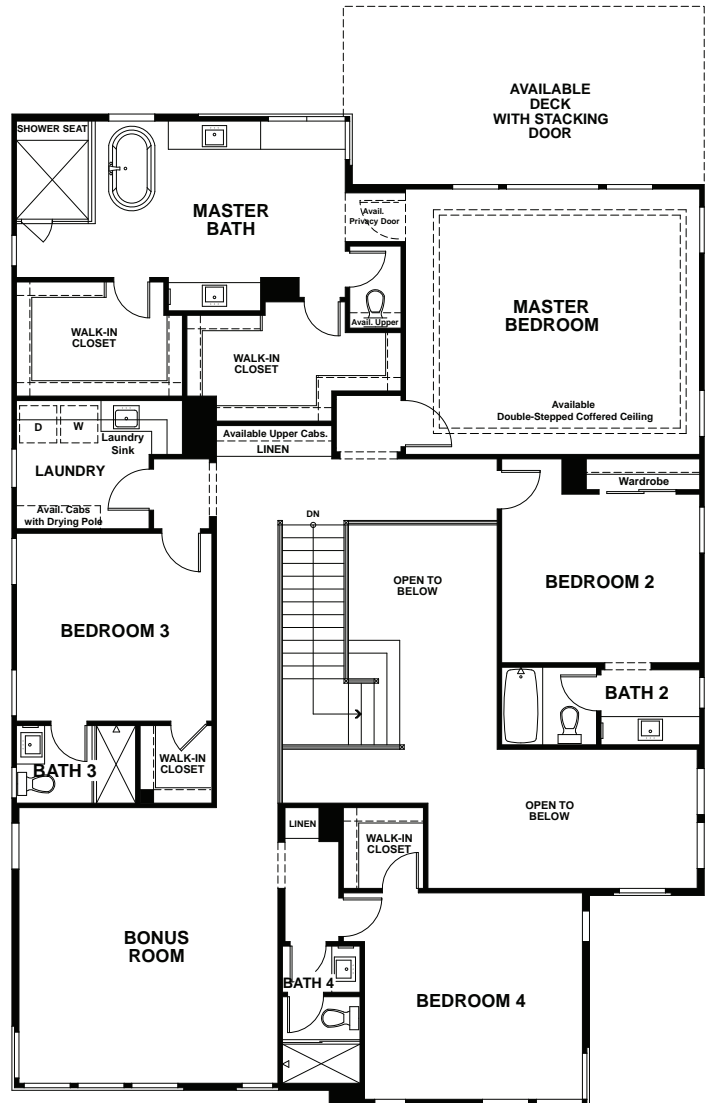 AVAILABLE
DECK
WITH STACKING
DOOR
SHOWER SEAT
MASTER
BATH
Avail.
Privacy Door
Avail. Upper
MASTER
BEDROOM
Available
Double-Stepped Coffered Ceiling
WALK-IN
CLOSET
WALK-IN
CLOSET
D
W
Laundry
Sink
LAUNDRY
Avail. Cabs
with Drying Pole
Available Upper Cabs.
LINEN
Wardrobe
DN
OPEN TO
BELOW
BEDROOM 2
BEDROOM 3
BATH 2
BATH 3
WALK-IN
CLOSET
OPEN TO
BELOW
LINEN
WALK-IN
CLOSET
BONUS
ROOM
BATH 4
BEDROOM 4